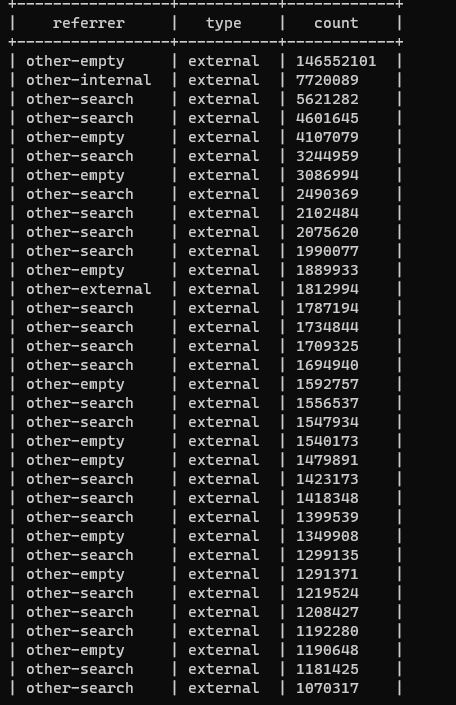 +-----------------+-----------+------------+
|    referrer     |   type    |   count    |
+-----------------+-----------+------------+
| other-empty     | external  | 146552101  |
| other-internal  | external  | 7720089    |
| other-search    | external  | 5621282    |
| other-search    | external  | 4601645    |
| other-empty     | external  | 4107079    |
| other-search    | external  | 3244959    |
| other-empty     | external  | 3086994    |
| other-search    | external  | 2490369    |
| other-search    | external  | 2102484    |
| other-search    | external  | 2075620    |
| other-search    | external  | 1990077    |
| other-empty     | external  | 1889933    |
| other-external  | external  | 1812994    |
| other-search    | external  | 1787194    |
| other-search    | external  | 1734844    |
| other-search    | external  | 1709325    |
| other-search    | external  | 1694940    |
| other-empty     | external  | 1592757    |
| other-search    | external  | 1556537    |
| other-search    | external  | 1547934    |
| other-empty     | external  | 1540173    |
| other-empty     | external  | 1479891    |
| other-search    | external  | 1423173    |
| other-search    | external  | 1418348    |
| other-search    | external  | 1399539    |
| other-empty     | external  | 1349908    |
| other-search    | external  | 1299135    |
| other-empty     | external  | 1291371    |
| other-search    | external  | 1219524    |
| other-search    | external  | 1208427    |
| other-search    | external  | 1192280    |
| other-empty     | external  | 1190648    |
| other-search    | external  | 1181425    |
| other-search    | external  | 1070317    |